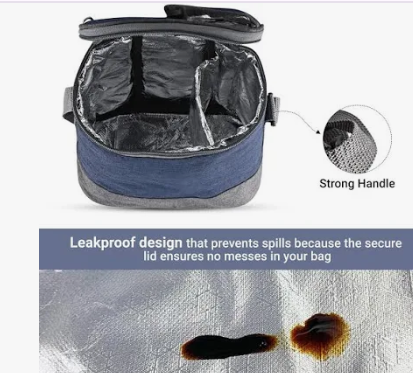 Strong Handle
Leakproof design that prevents spills because the secure
lid ensures no messes in your bag